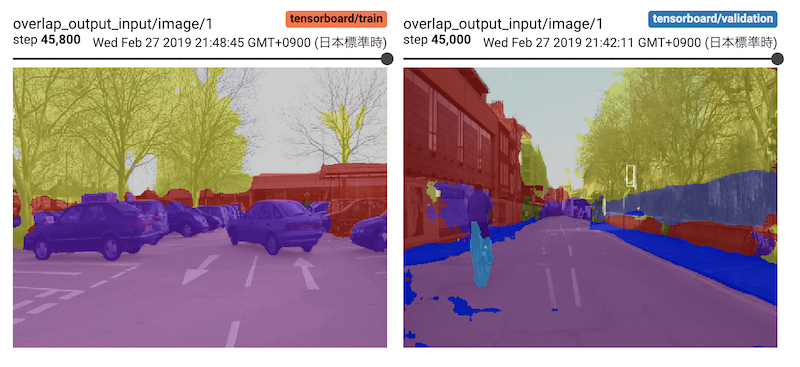 overlap_output_input/image/1
tensorboard/train
step 45,800 Wed Feb 27 2019 21:48:45 GMT+0900 (日本標準時)
overlap_output_input/image/1
tensorboard/validation
step 45,000 Wed Feb 27 2019 21:42:11 GMT+0900 (日本標準時)